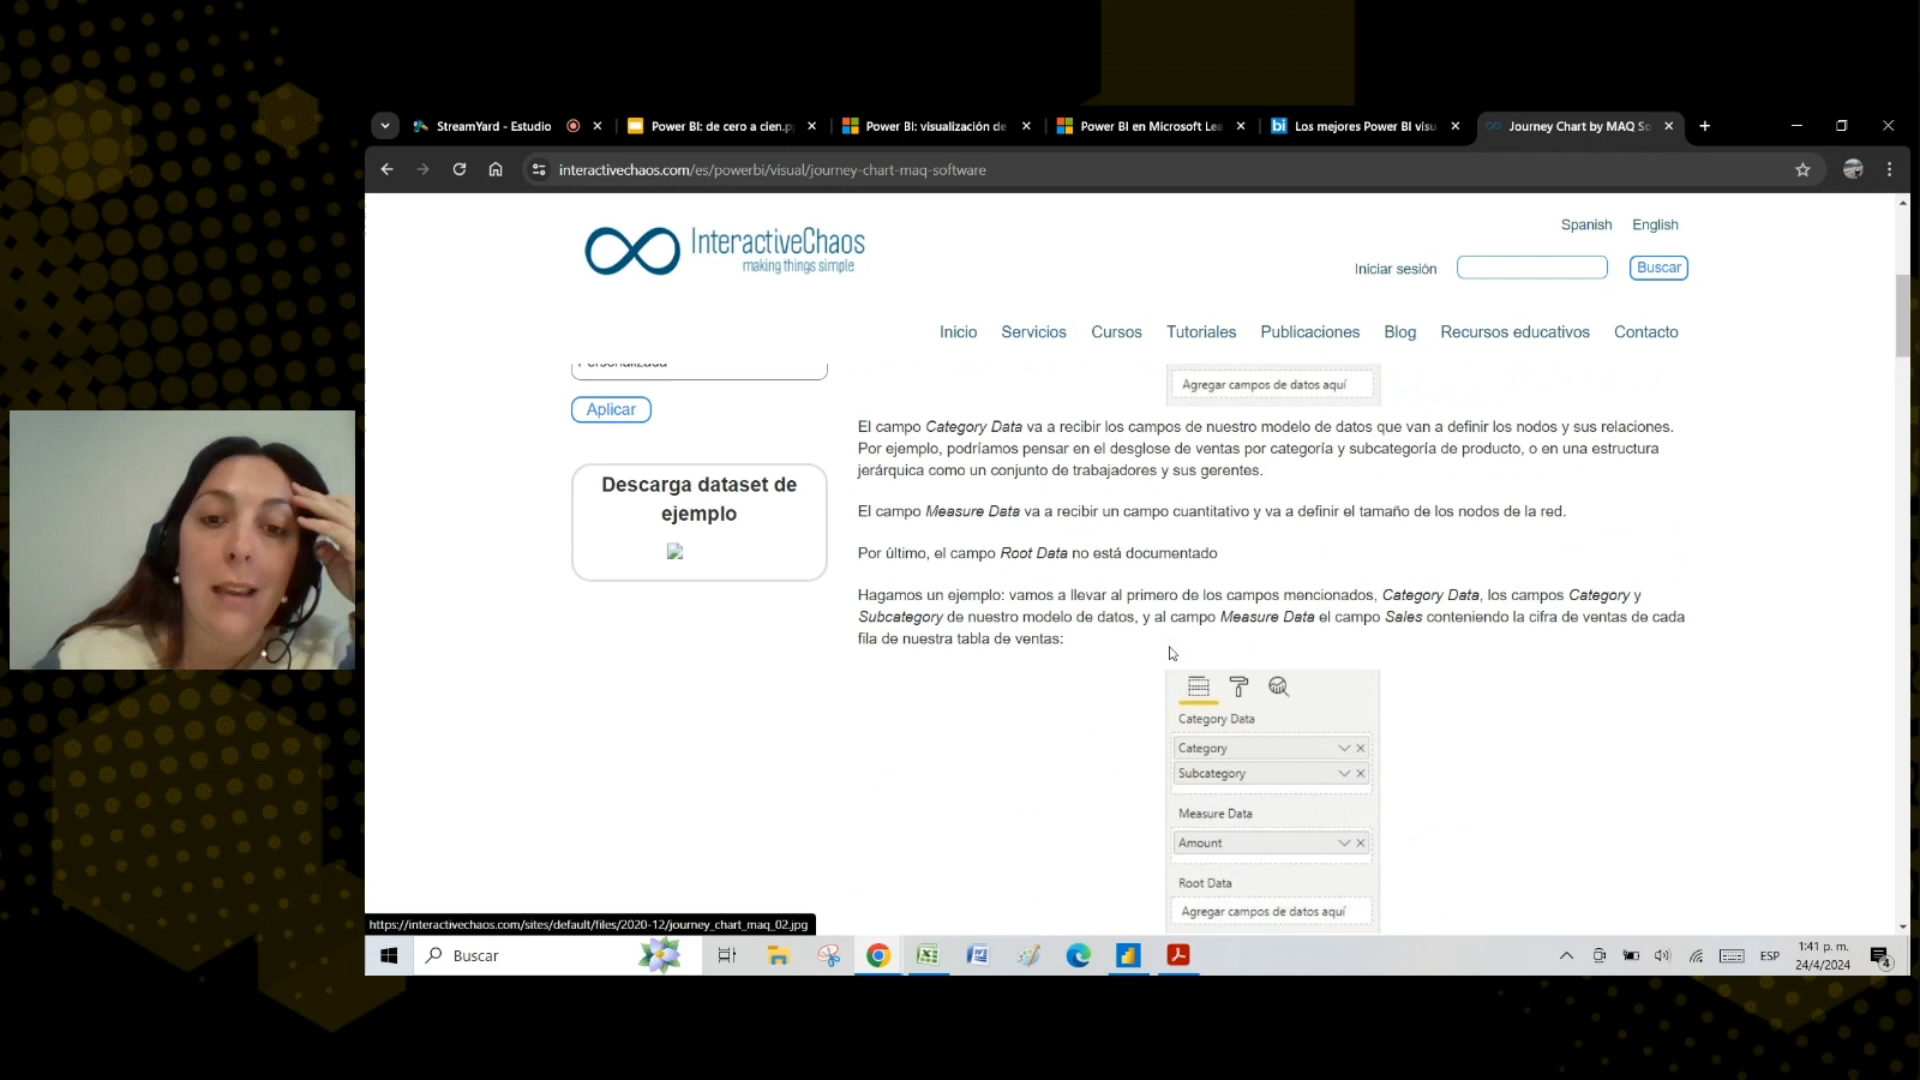 StreamYard - Estudio
Power BI: de cero a cien.p
Power BI: visualización de
Power BI en Microsoft Lea
bi
Los mejores Power BI visu
Journey Chart by MAQ So
interactivechaos.com/es/powerbi/visual/journey-chart-maq-software
InteractiveChaos
making things simple
Spanish
English
Iniciar sesión
Buscar
Inicio
Servicios
Cursos
Tutoriales
Publicaciones
Blog
Recursos educativos
Contacto
Personalizada
Aplicar
Descarga dataset de
ejemplo
Agregar campos de datos aquí
El campo Category Data va a recibir los campos de nuestro modelo de datos que van a definir los nodos y sus relaciones.
Por ejemplo, podríamos pensar en el desglose de ventas por categoría y subcategoría de producto, o en una estructura
jerárquica como un conjunto de trabajadores y sus gerentes.
El campo Measure Data va a recibir un campo cuantitativo y va a definir el tamaño de los nodos de la red.
Por último, el campo Root Data no está documentado
Hagamos un ejemplo: vamos a llevar al primero de los campos mencionados, Category Data, los campos Category y
Subcategory de nuestro modelo de datos, y al campo Measure Data el campo Sales conteniendo la cifra de ventas de cada
fila de nuestra tabla de ventas:
Category Data
Category
Subcategory
Measure Data
Amount
Root Data
Agregar campos de datos aquí
https://interactivechaos.com/sites/default/files/2020-12/journey_chart_maq_02.jpg
Buscar
ESP
1:41 p. m.
24/4/2024
4